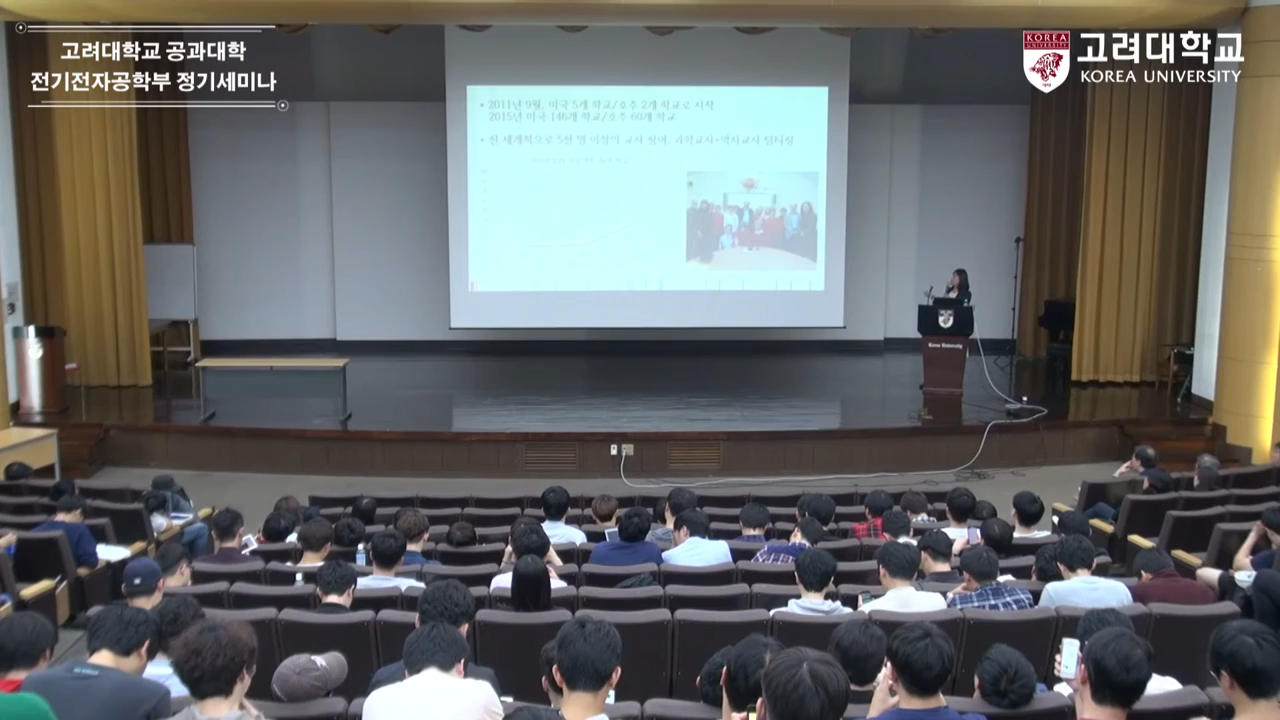 고려대학교 공과대학
전기전자공학부 정기세미나
KOREA
UNIVERSITY
고려대학교
KOREA UNIVERSITY
• 2011년 9월, 미국 5개 학교/호주 2개 학교로 시작
2015년 미국 146개 학교/호주 60개 학교
• 전 세계적으로 5천 명 이상의 교사 참여, 과학교사+역사교사 팀티칭
Korea University